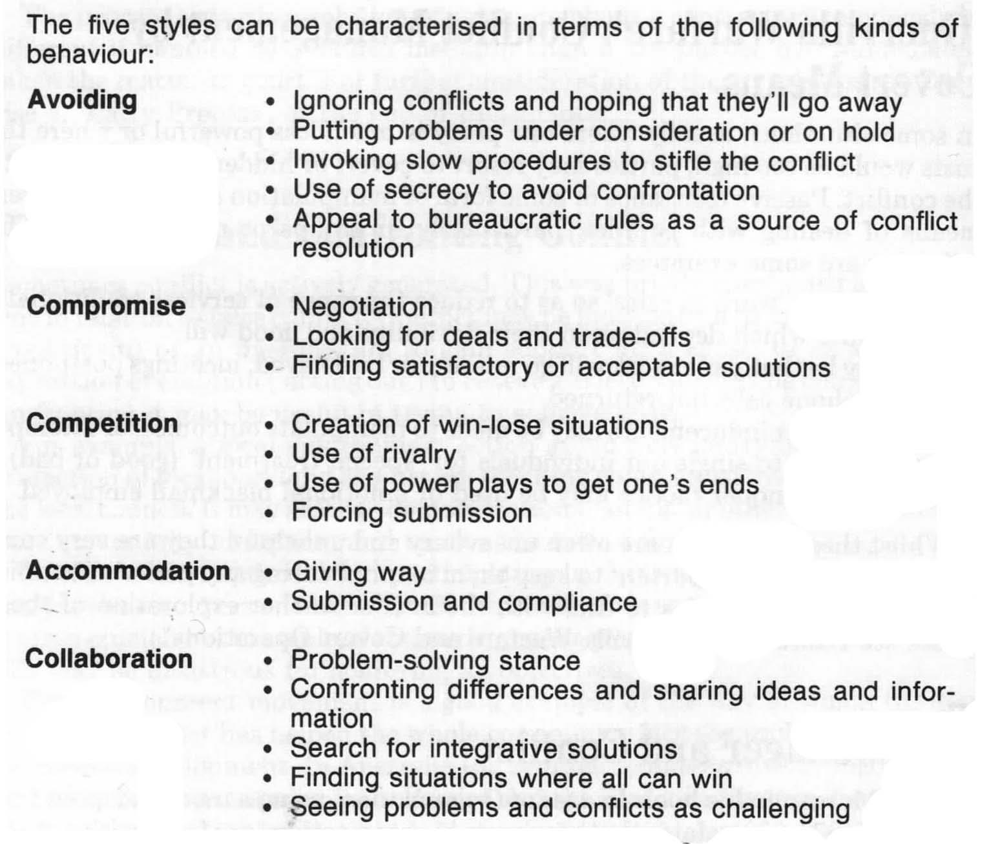 The five styles can be characterised in terms of the following kinds of
behaviour:
Avoiding • Ignoring conflicts and hoping that they'll go away
• Putting problems under consideration or on hold
• Invoking slow procedures to stifle the conflict
• Use of secrecy to avoid confrontation
• Appeal to bureaucratic rules as a source of conflict
resolution
Compromise • Negotiation
• Looking for deals and trade-offs
• Finding satisfactory or acceptable solutions
Competition • Creation of win-lose situations
• Use of rivalry
• Use of power plays to get one's ends
• Forcing submission
Accommodation • Giving way
• Submission and compliance
Collaboration • Problem-solving stance
• Confronting differences and sharing ideas and infor-
mation
• Search for integrative solutions
• Finding situations where all can win
• Seeing problems and conflicts as challenging